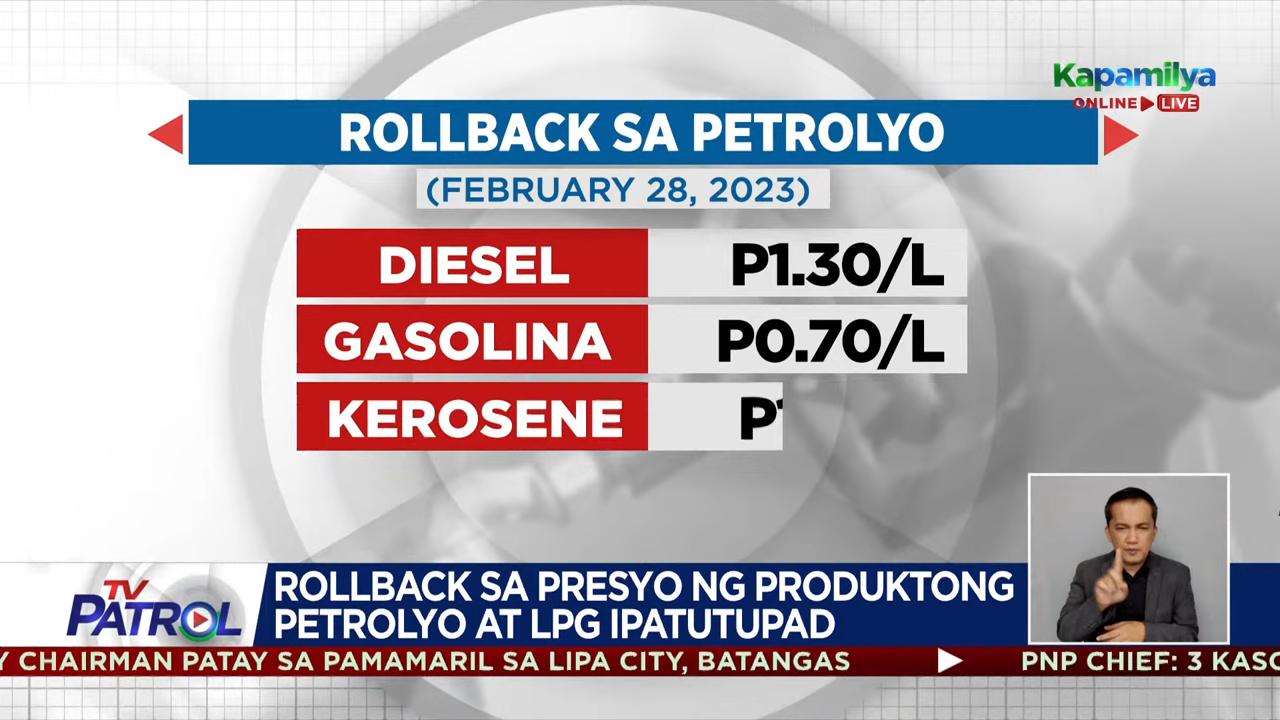 Kapamilya
ONLINE LIVE
ROLLBACK SA PETROLYO
(FEBRUARY 28, 2023)
DIESEL P1.30/L
GASOLINA P0.70/L
KEROSENE P
TV PATROL
ROLLBACK SA PRESYO NG PRODUKTONG
PETROLYO AT LPG IPATUTUPAD
Y CHAIRMAN PATAY SA PAMAMARIL SA LIPA CITY, BATANGAS PNP CHIEF: 3 KASO